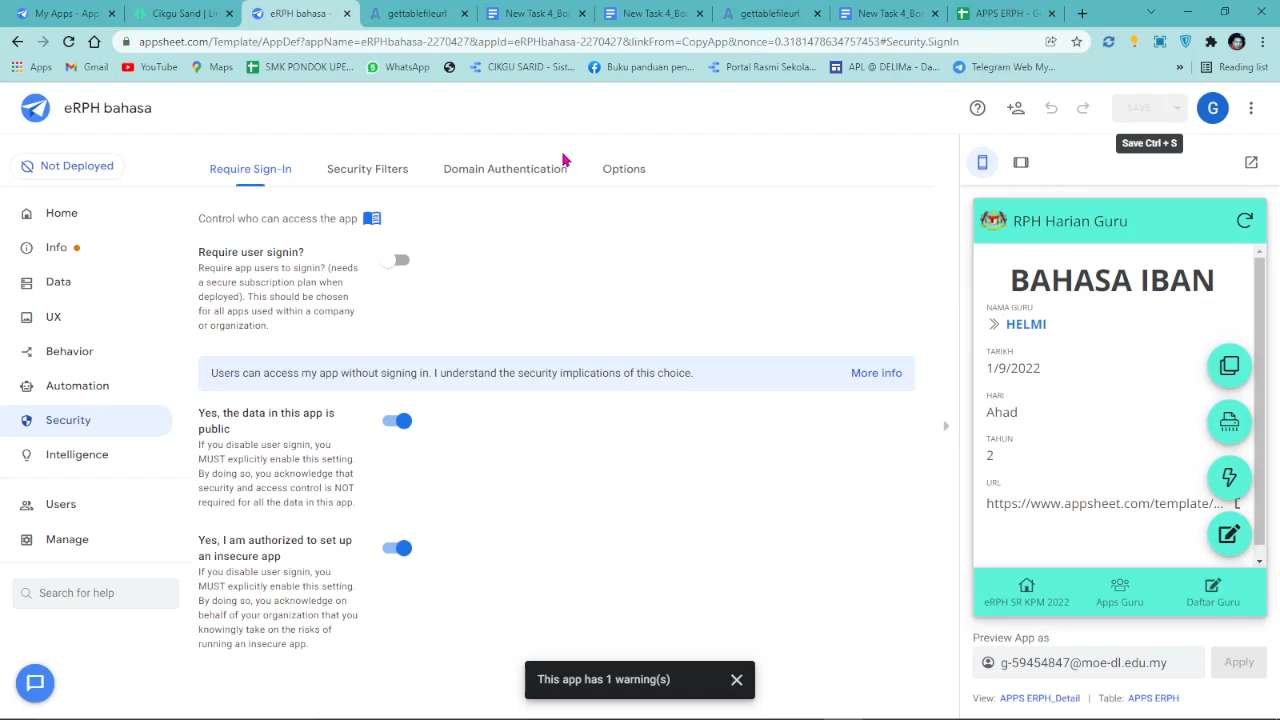 My Apps - App
Cikgu Sand | Lin
eRPH bahasa -
gettablefileurl
New Task 4_Bo
New Task 4_Bo
gettablefileurl
New Task 4_Bo
APPS ERPH - G
appsheet.com/Template/AppDef?appName=eRPHbahasa-2270427&appId=eRPHbahasa-2270427&linkFrom=CopyApp&nonce=0.3181478634757453#Security.SignIn
Apps
Gmail
YouTube
Maps
SMK PONDOK UPE...
WhatsApp
CIKGU SARID - Sist...
Buku panduan pen...
Portal Rasmi Sekola...
APL @ DELIMa - Da...
Telegram Web My...
»
Reading list
eRPH bahasa
SAVE
G
Save Ctrl + S
Not Deployed
Require Sign-In
Security Filters
Domain Authentication
Options
Home
Info
Data
UX
Behavior
Automation
Security
Intelligence
Users
Manage
Search for help
Control who can access the app
Require user signin?
Require app users to signin? (needs
a secure subscription plan when
deployed). This should be chosen
for all apps used within a company
or organization.
Users can access my app without signing in. I understand the security implications of this choice.
More info
Yes, the data in this app is
public
If you disable user signin, you
MUST explicitly enable this setting.
By doing so, you acknowledge that
security and access control is NOT
required for all the data in this app.
Yes, I am authorized to set up
an insecure app
If you disable user signin, you
MUST explicitly enable this setting.
By doing so, you acknowledge on
behalf of your organization that you
knowingly take on the risks of
running an insecure app.
This app has 1 warning(s)
RPH Harian Guru
BAHASA IBAN
NAMA GURU
HELMI
TARIKH
1/9/2022
HARI
Ahad
TAHUN
2
URL
https://www.appsheet.com/template/...
eRPH SR KPM 2022
Apps Guru
Daftar Guru
Preview App as
g-59454847@moe-dl.edu.my
Apply
View: APPS ERPH_Detail | Table: APPS ERPH